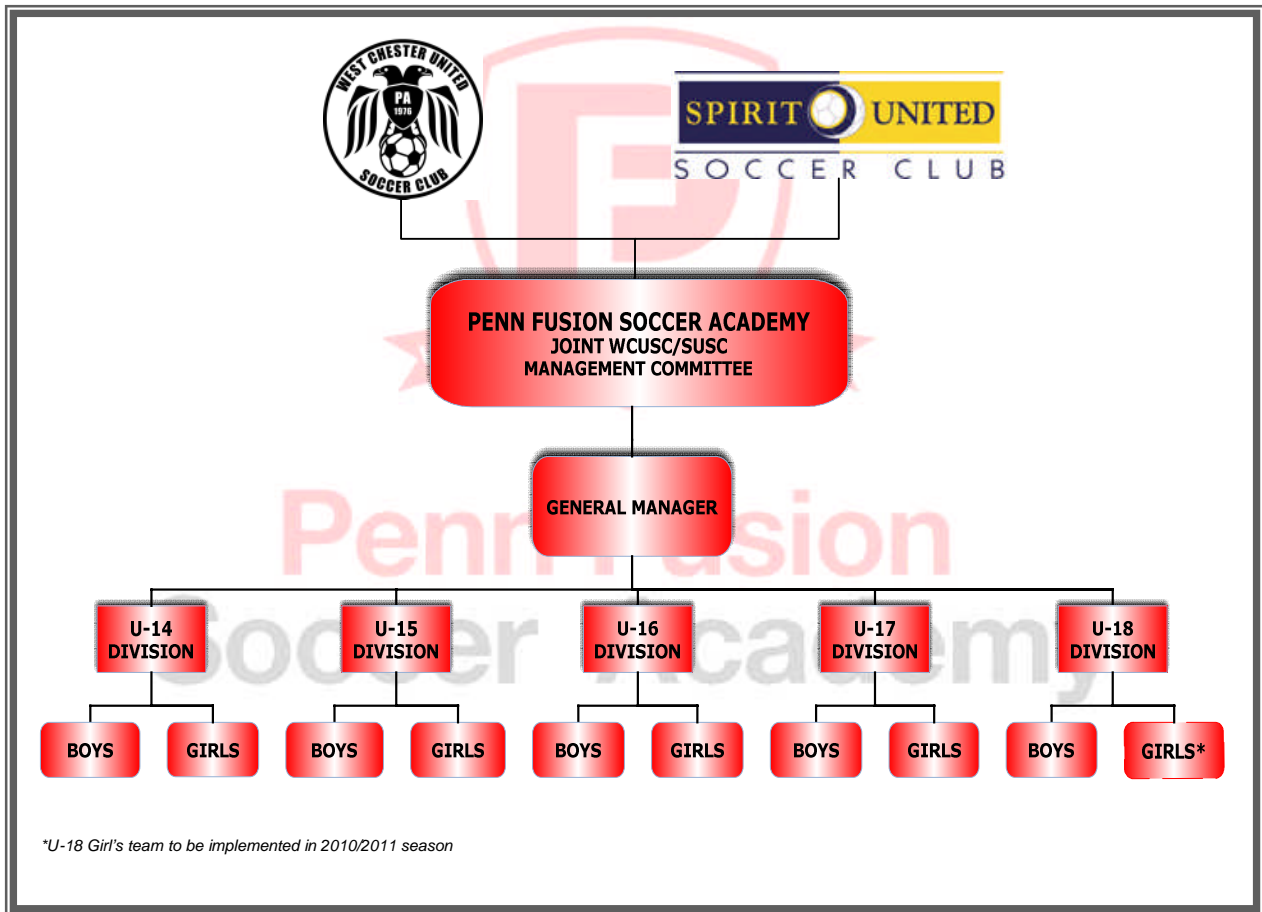 WEST CHESTER UNITED
PA
1976
SOCCER CLUB
SPIRIT UNITED
SOCCER CLUB
PENN FUSION SOCCER ACADEMY
JOINT WCUSC/SUSC
MANAGEMENT COMMITTEE
GENERAL MANAGER
Penn Fusion
Soccer Academy
U-14
DIVISION
U-15
DIVISION
U-16
DIVISION
U-17
DIVISION
U-18
DIVISION
BOYS
GIRLS
BOYS
GIRLS
BOYS
GIRLS
BOYS
GIRLS
BOYS
GIRLS*
*U-18 Girl's team to be implemented in 2010/2011 season